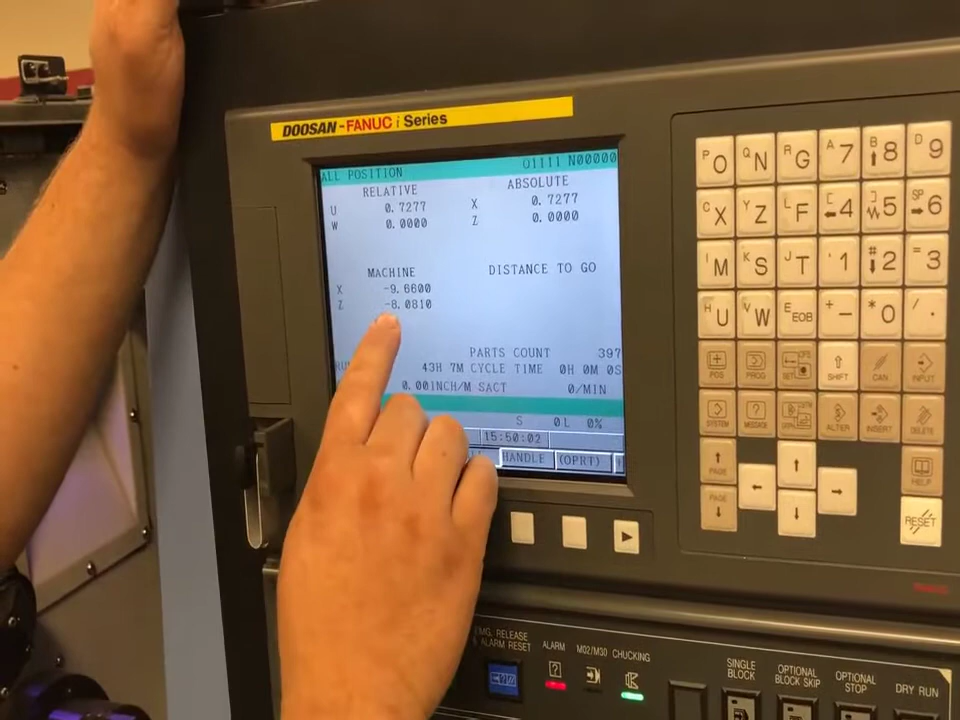 DOOSAN-FANUC i Series
ALL POSITION O1111 N00000
RELATIVE ABSOLUTE
U 0.7277 X 0.7277
W 0.0000 Z 0.0000
MACHINE DISTANCE TO GO
X -9.6600
Z -8.0810
PARTS COUNT 397
RU 43H 7M CYCLE TIME 0H 0M 0S
0.00INCH/M SACT 0/MIN
S 0L 0%
15:50:02
HANDLE (OPRT)
P O Q N R G A 7 B 8 D 9
C X Y Z L F [ 4 ] 5 SP 6
I M K S J T , 1 # 2 = 3
H U V W E EOB + - * 0 / .
POS PROG SHIFT CAN INPUT
SYSTEM MESSAGE ALTER INSERT DELETE
PAGE HELP
PAGE RESET
EMG. RELEASE & ALARM RESET
ALARM
M02/M30
CHUCKING
SINGLE BLOCK
OPTIONAL BLOCK SKIP
OPTIONAL STOP
DRY RUN